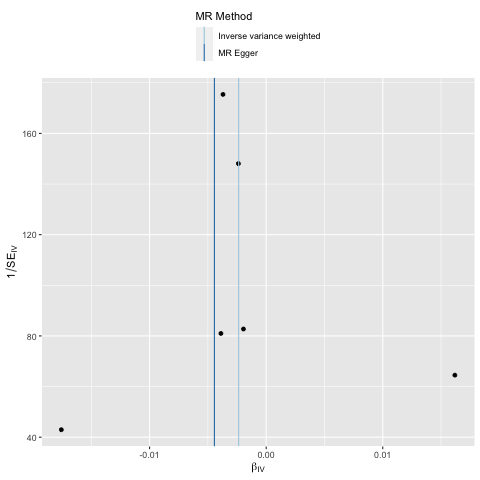 MR Method
Inverse variance weighted
MR Egger
160
120
80
40
1/SE_IV
-0.01
0.00
0.01
β_IV